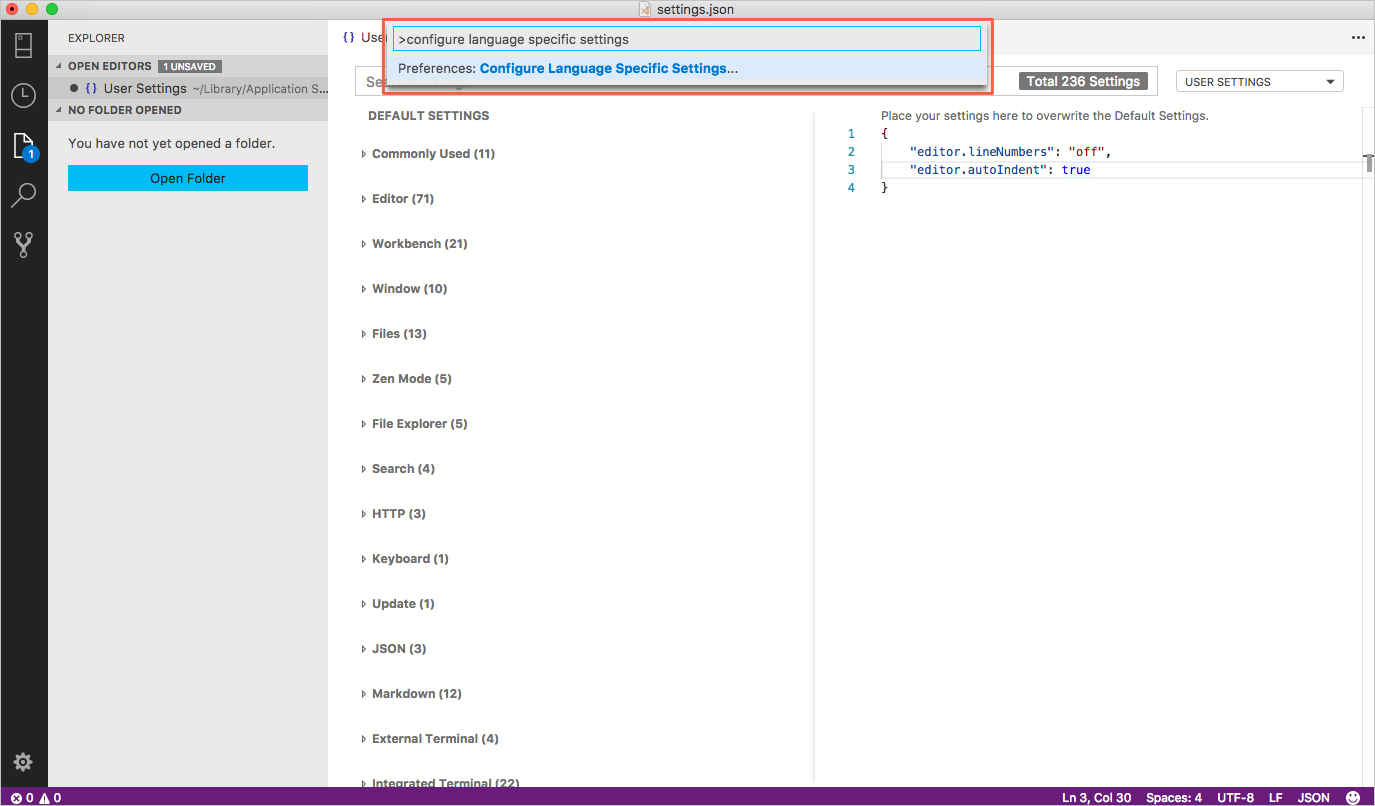 settings.json
EXPLORER
OPEN EDITORS 1 UNSAVED
{} User Settings ~/Library/Application S...
NO FOLDER OPENED
You have not yet opened a folder.
Open Folder
1
{} User
>configure language specific settings
Preferences: Configure Language Specific Settings...
Total 236 Settings
USER SETTINGS
DEFAULT SETTINGS
Commonly Used (11)
Editor (71)
Workbench (21)
Window (10)
Files (13)
Zen Mode (5)
File Explorer (5)
Search (4)
HTTP (3)
Keyboard (1)
Update (1)
JSON (3)
Markdown (12)
External Terminal (4)
Integrated Terminal (22)
Place your settings here to overwrite the Default Settings.
1 {
2 "editor.lineNumbers": "off",
3 "editor.autoIndent": true
4 }
0 0
Ln 3, Col 30 Spaces: 4 UTF-8 LF JSON